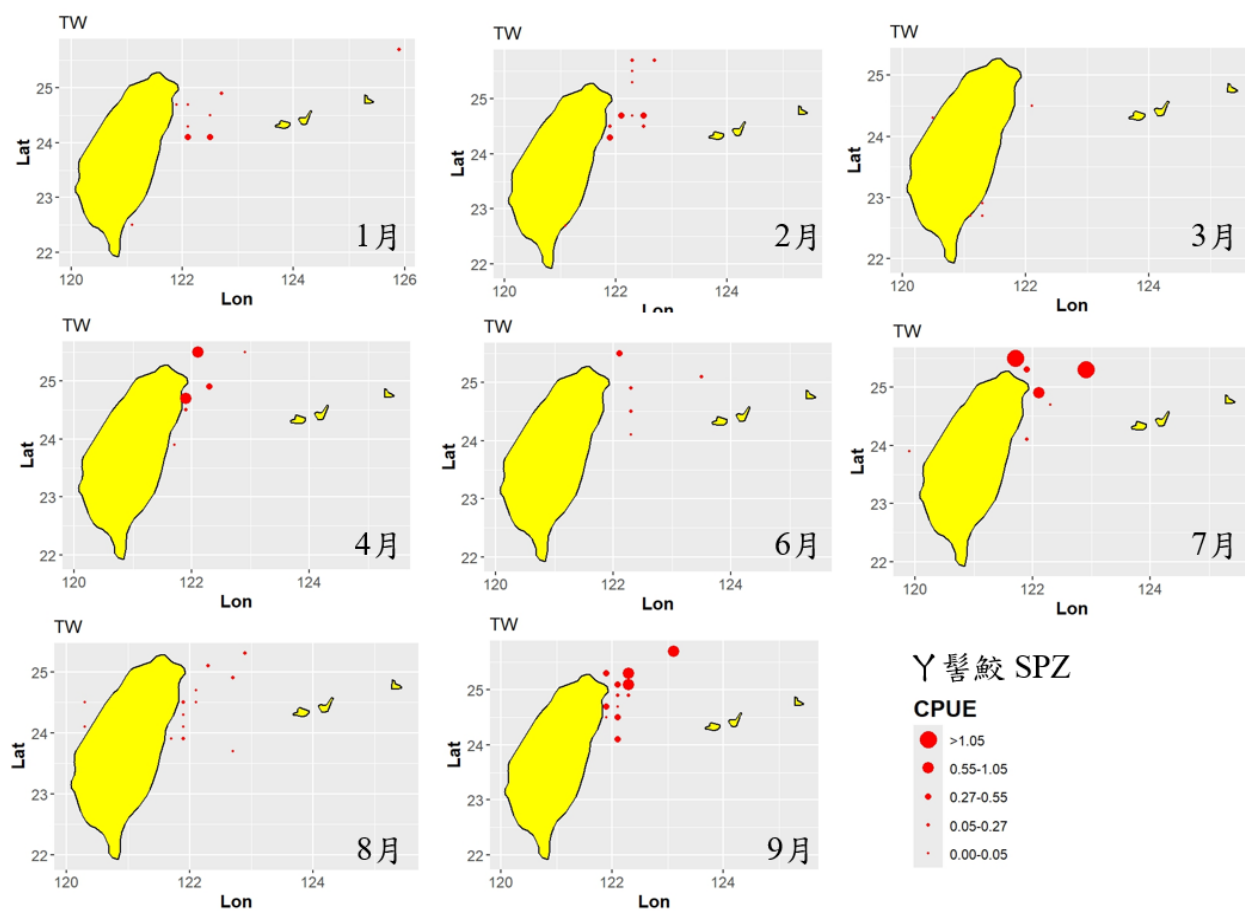 TW
25
24
23
22
Lat
120
122
124
126
Lon
1月
TW
25
24
23
22
Lat
120
122
124
Lon
2月
TW
25
24
23
22
Lat
120
122
124
Lon
3月
TW
25
24
23
22
Lat
120
122
124
Lon
4月
TW
25
24
23
22
Lat
120
122
124
Lon
6月
TW
25
24
23
22
Lat
120
122
124
Lon
7月
TW
25
24
23
22
Lat
120
122
124
Lon
8月
TW
25
24
23
22
Lat
120
122
124
Lon
9月
丫髻鮫 SPZ
CPUE
>1.05
0.55-1.05
0.27-0.55
0.05-0.27
0.00-0.05